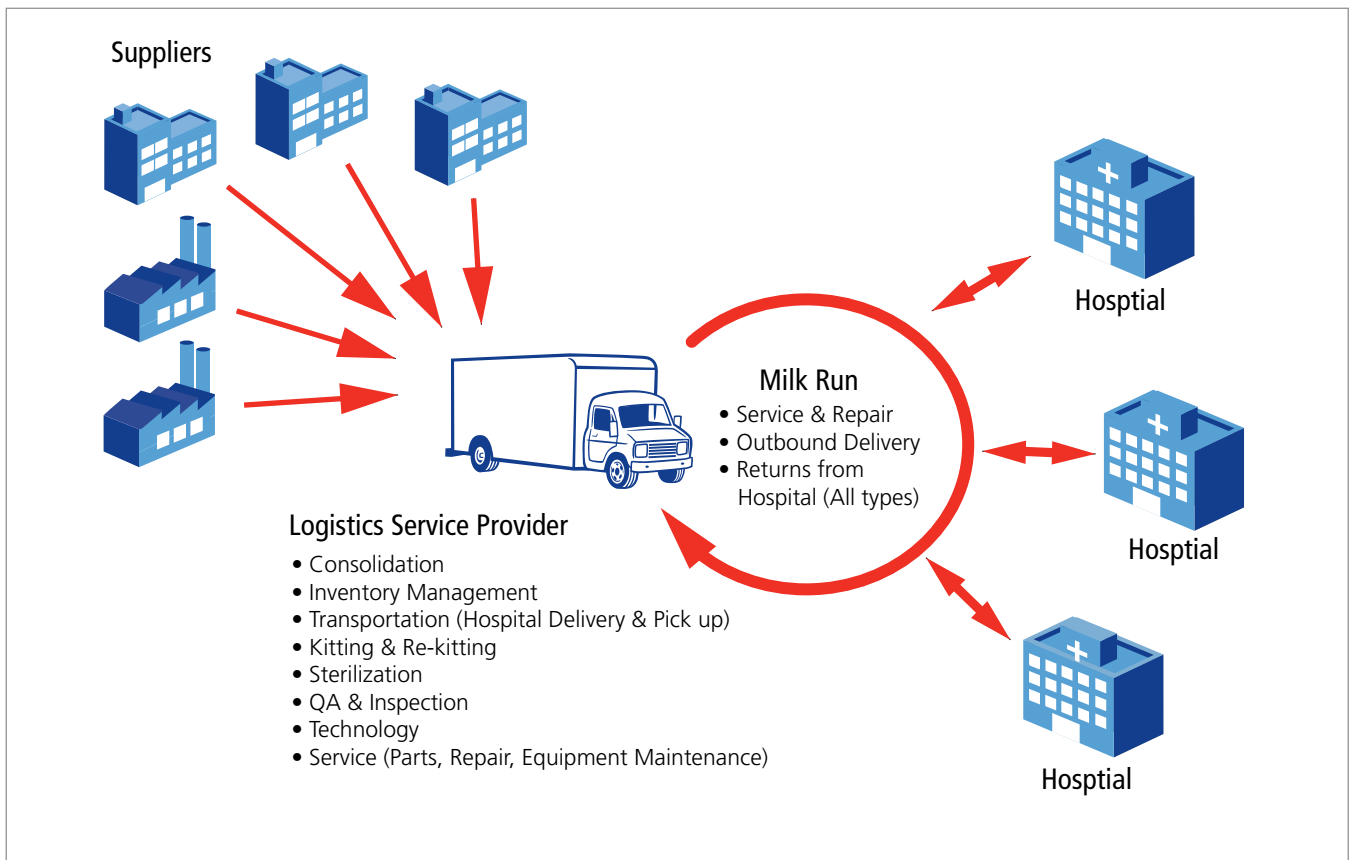 Suppliers
Hosptial
Milk Run
• Service & Repair
• Outbound Delivery
• Returns from
Hospital (All types)
Hosptial
Logistics Service Provider
• Consolidation
• Inventory Management
• Transportation (Hospital Delivery & Pick up)
• Kitting & Re-kitting
• Sterilization
• QA & Inspection
• Technology
• Service (Parts, Repair, Equipment Maintenance)
Hosptial